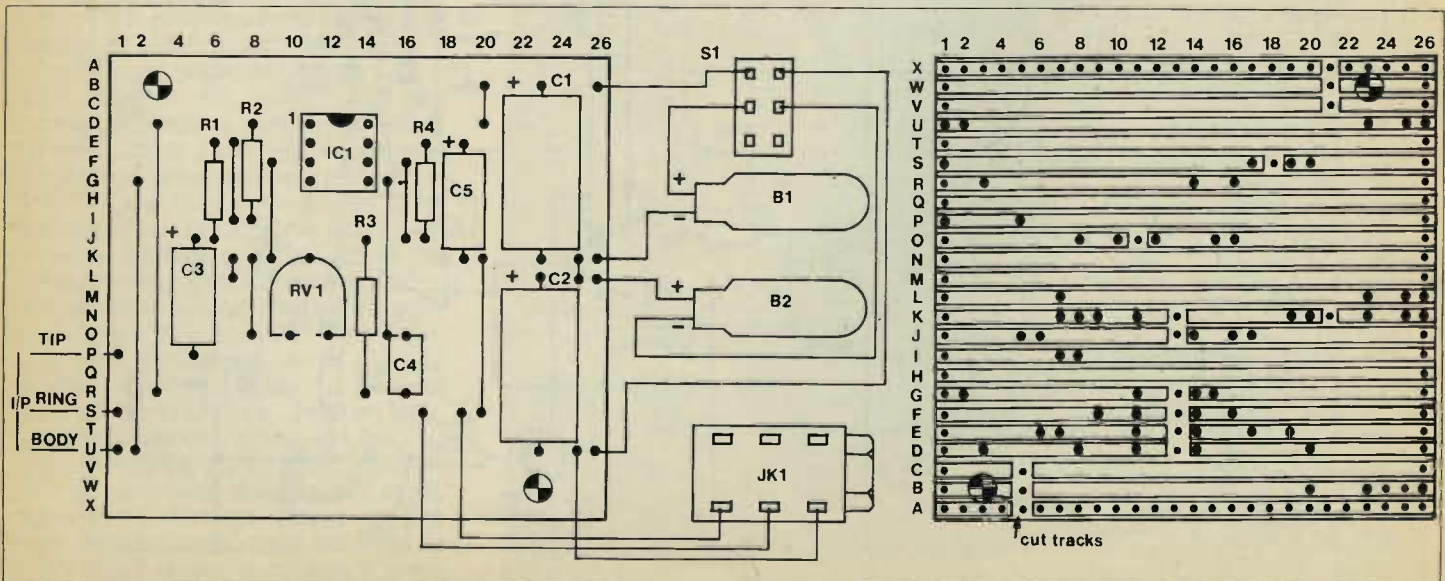 1 2 4 6 8 10 12 14 16 18 20 22 24 26
A
B
C
D
E
F
G
H
I
J
K
L
M
N
O
P
Q
R
S
T
U
V
W
X
TIP
I/P RING
BODY
R1
R2
1
IC1
R4
+
C5
+ C1
+
C3
R3
RV1
C4
+ C2
S1
+
−
B1
+
−
B2
JK1
1 2 4 6 8 10 12 14 16 18 20 22 24 26
X
W
V
U
T
S
R
Q
P
O
N
M
L
K
J
I
H
G
F
E
D
C
B
A
cut tracks